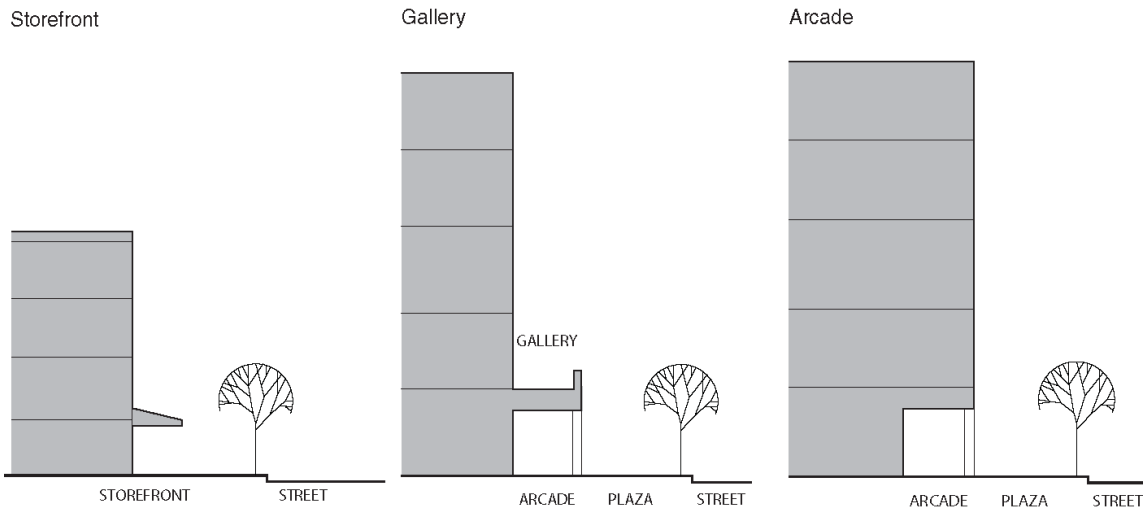 Storefront
Gallery
Arcade
GALLERY
STOREFRONT
STREET
ARCADE
PLAZA
STREET
ARCADE
PLAZA
STREET